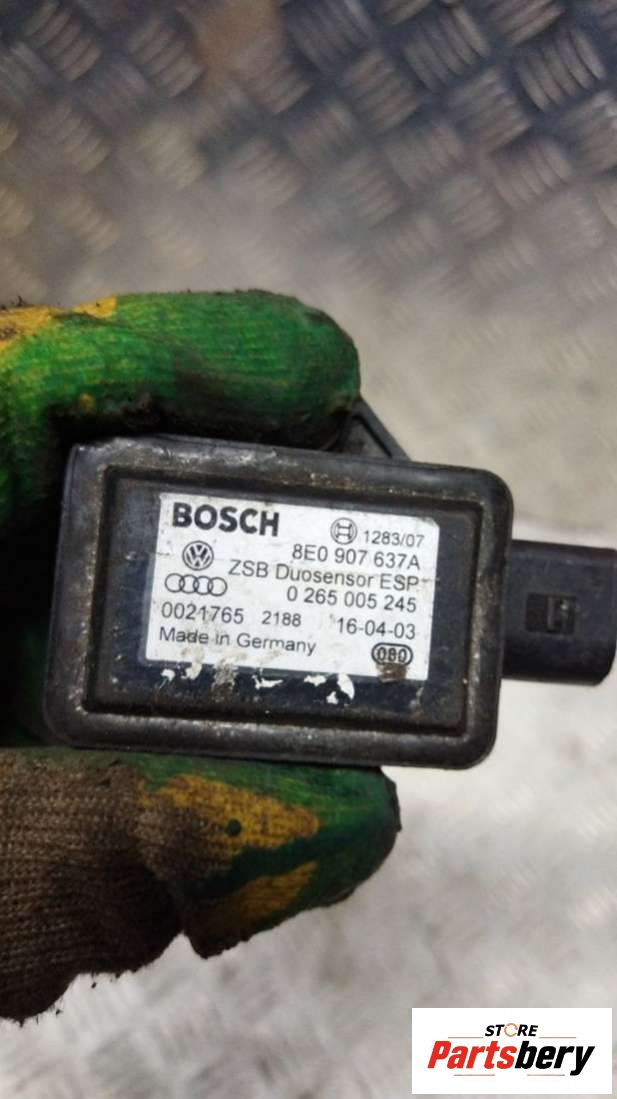 BOSCH 1283/07
8E0 907 637A
ZSB Duosensor ESP
0 265 005 245
0021765 2188 16-04-03
Made in Germany
STORE
Partsbery